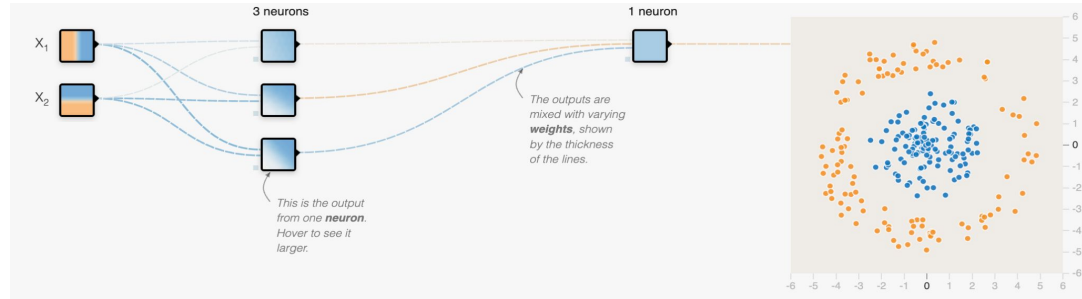 3 neurons
1 neuron
X1
X2
The outputs are
mixed with varying
weights, shown
by the thickness
of the lines.
This is the output
from one neuron.
Hover to see it
larger.
6
5
4
3
2
1
0
-1
-2
-3
-4
-5
-6
-6 -5 -4 -3 -2 -1 0 1 2 3 4 5 6